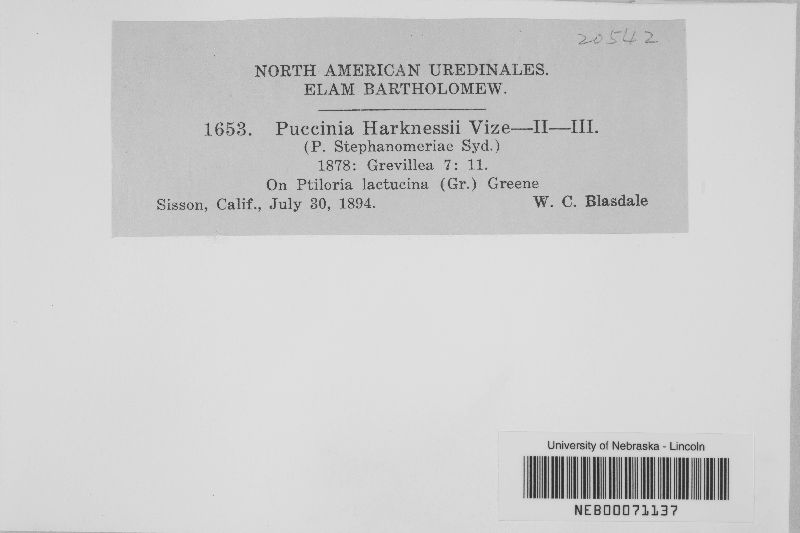 20542
NORTH AMERICAN UREDINALES.
ELAM BARTHOLOMEW.
1653. Puccinia Harknessii Vize—II—III.
(P. Stephanomeriae Syd.)
1878: Grevillea 7: 11.
On Ptiloria lactucina (Gr.) Greene
Sisson, Calif., July 30, 1894. W. C. Blasdale
University of Nebraska - Lincoln
NEB00071137